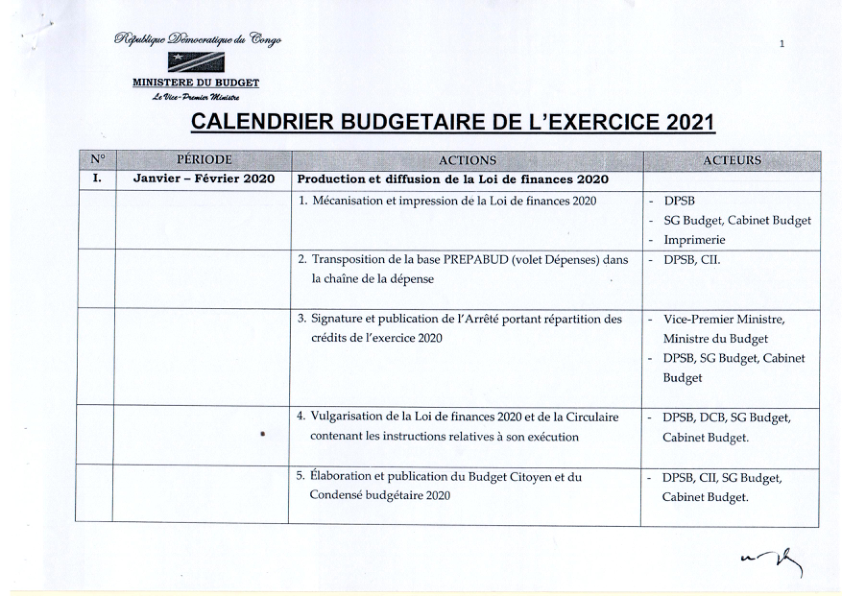 République Démocratique du Congo
1
MINISTERE DU BUDGET
Le Vice-Premier Ministre
CALENDRIER BUDGETAIRE DE L'EXERCICE 2021
N° PÉRIODE ACTIONS ACTEURS
I. Janvier – Février 2020 Production et diffusion de la Loi de finances 2020
1. Mécanisation et impression de la Loi de finances 2020
- DPSB
- SG Budget, Cabinet Budget
- Imprimerie
2. Transposition de la base PREPABUD (volet Dépenses) dans
la chaîne de la dépense
- DPSB, CII.
3. Signature et publication de l'Arrêté portant répartition des
crédits de l'exercice 2020
- Vice-Premier Ministre,
Ministre du Budget
- DPSB, SG Budget, Cabinet
Budget
4. Vulgarisation de la Loi de finances 2020 et de la Circulaire
contenant les instructions relatives à son exécution
- DPSB, DCB, SG Budget,
Cabinet Budget.
5. Élaboration et publication du Budget Citoyen et du
Condensé budgétaire 2020
- DPSB, CII, SG Budget,
Cabinet Budget.